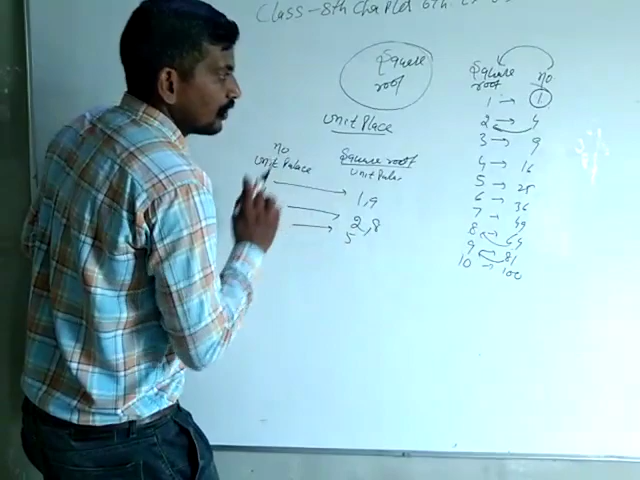 Class-8th Chapter 6th
Square
root
Unit Place
no
Unit Palace
Square root
Unit Palac
1,9
2,8
5
Square
root no
1 → 1
2 → 4
3 → 9
4 → 16
5 → 25
6 → 36
7 → 49
8 → 64
9 → 81
10 → 100